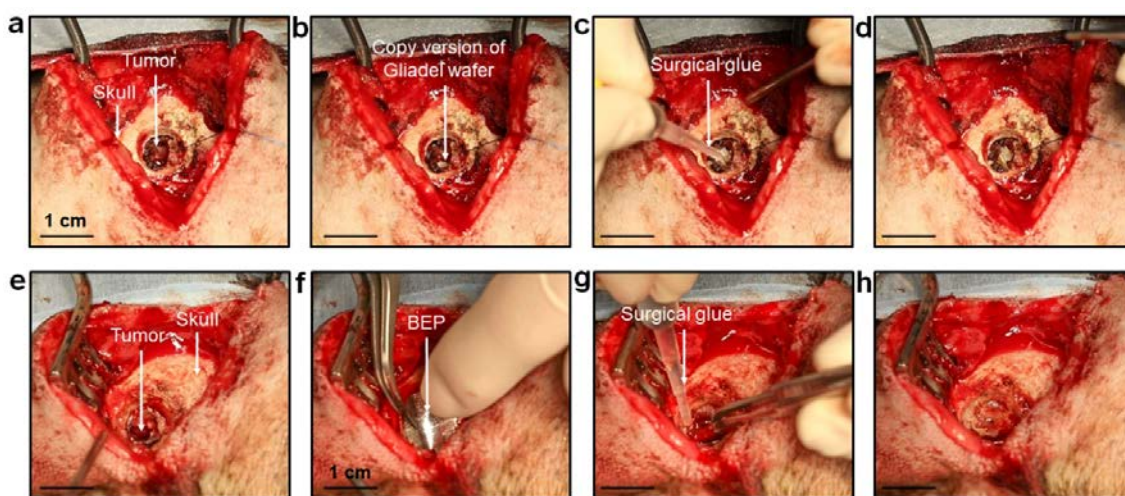 a
Tumor
Skull
1 cm
b
Copy version of
Gliadel wafer
c
Surgical glue
d
e
Skull
Tumor
f
BEP
1 cm
g
Surgical glue
h